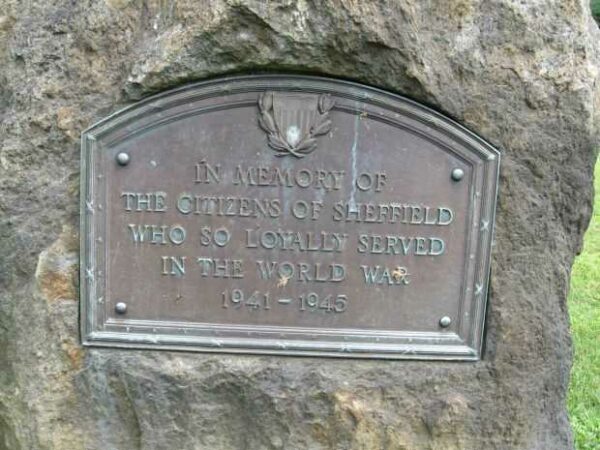 IN MEMORY OF
THE CITIZENS OF SHEFFIELD
WHO SO LOYALLY SERVED
IN THE WORLD WAR
1941 - 1945